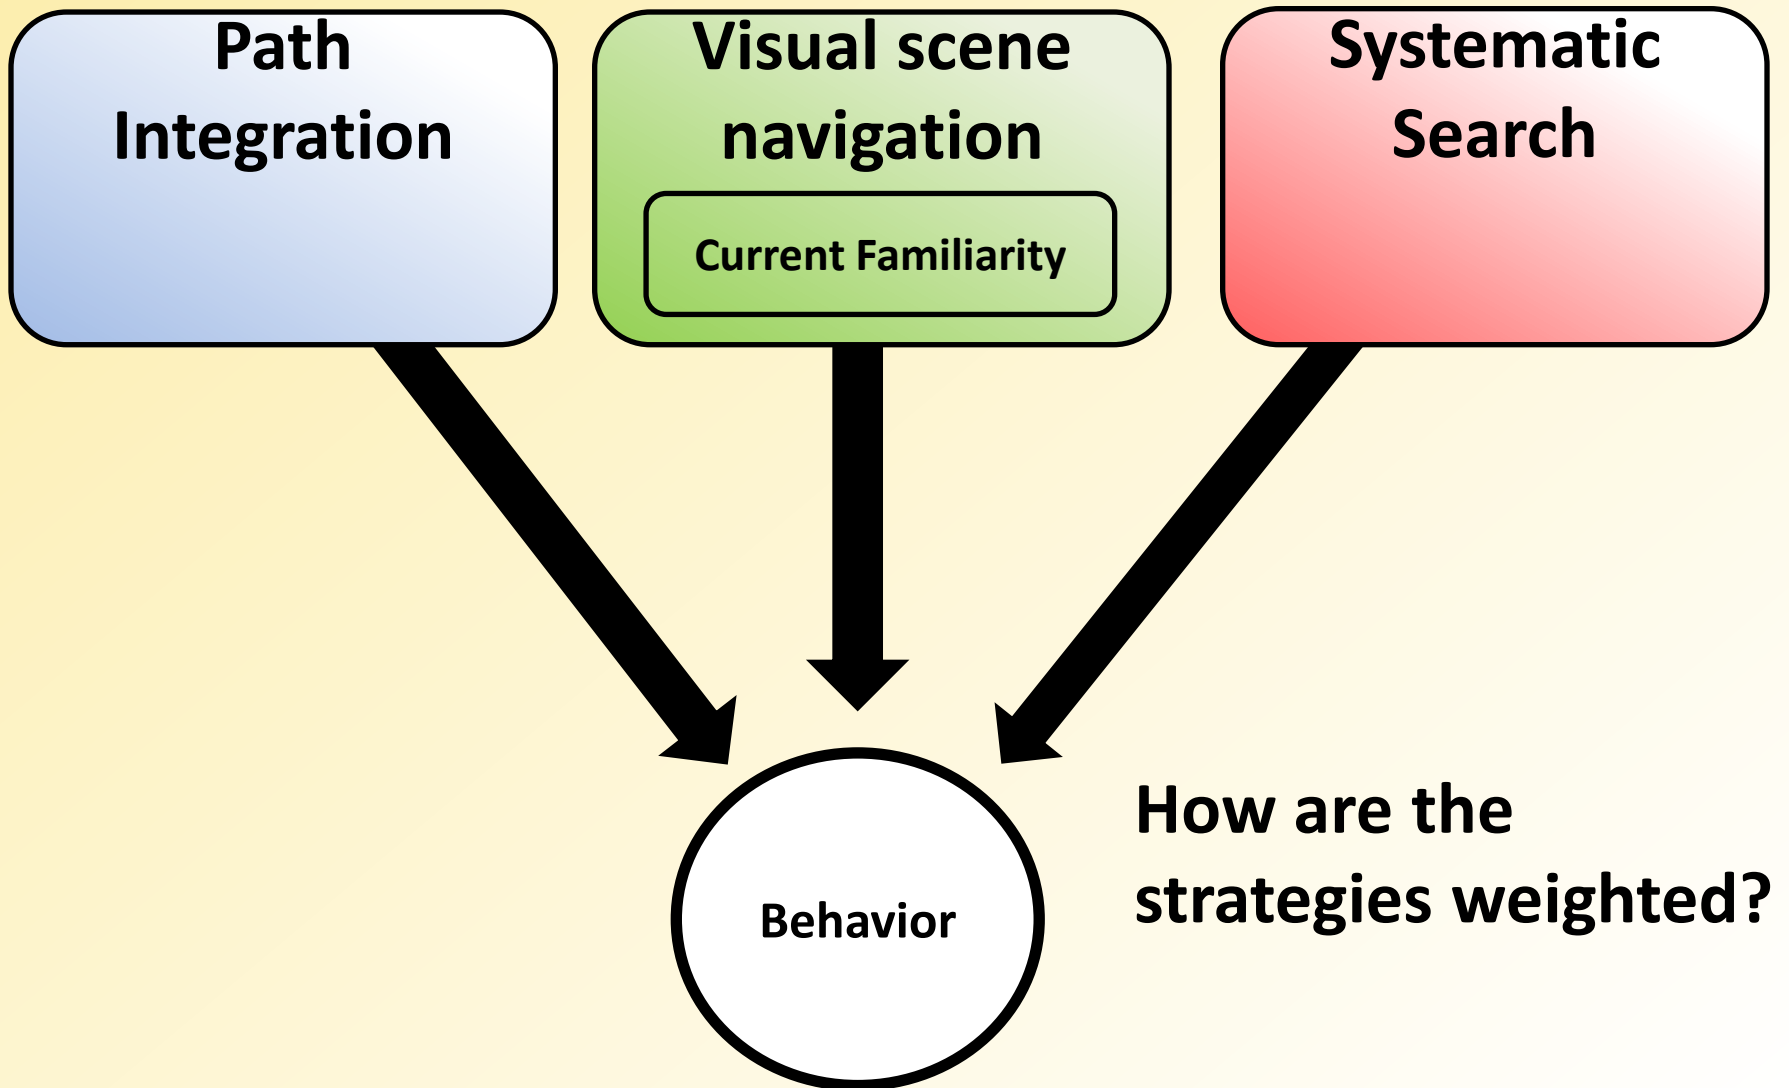 Path
Integration
Visual scene
navigation
Current Familiarity
Systematic
Search
Behavior
How are the
strategies weighted?